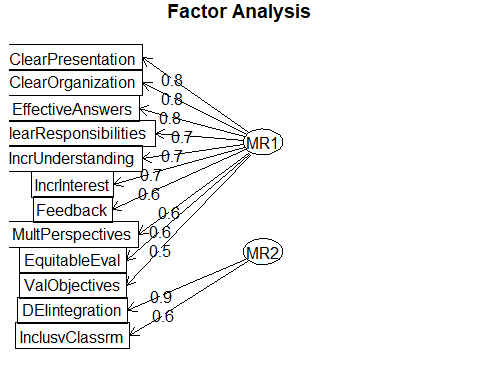 Factor Analysis
ClearPresentation
ClearOrganization
EffectiveAnswers
learResponsibilities
IncrUnderstanding
IncrInterest
Feedback
MultPerspectives
EquitableEval
ValObjectives
DEIintegration
InclusvClassrm
0.8
0.8
0.8
0.7
0.7
0.7
0.6
0.6
0.6
0.5
0.9
0.6
MR1
MR2